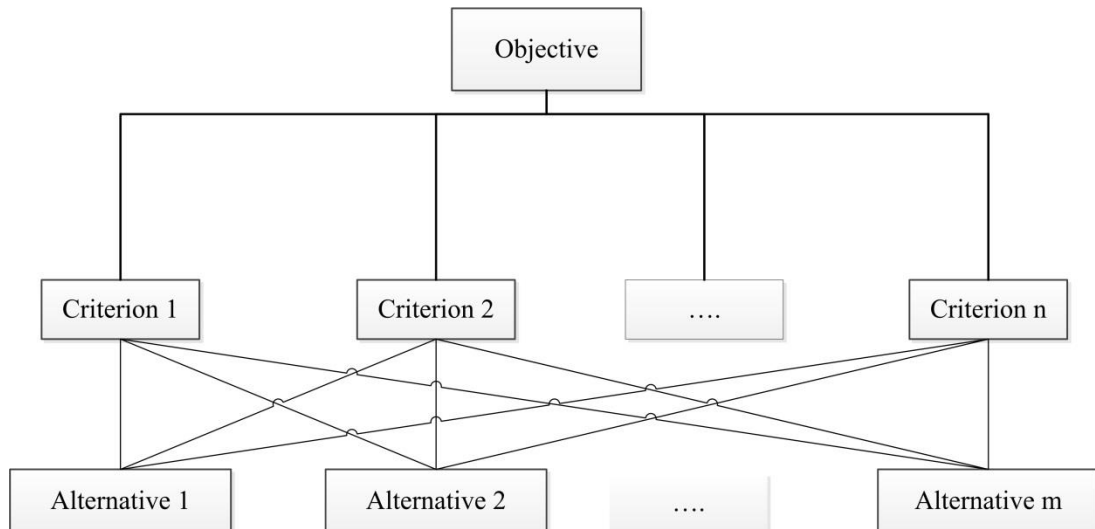 Objective
Criterion 1
Criterion 2
....
Criterion n
Alternative 1
Alternative 2
....
Alternative m